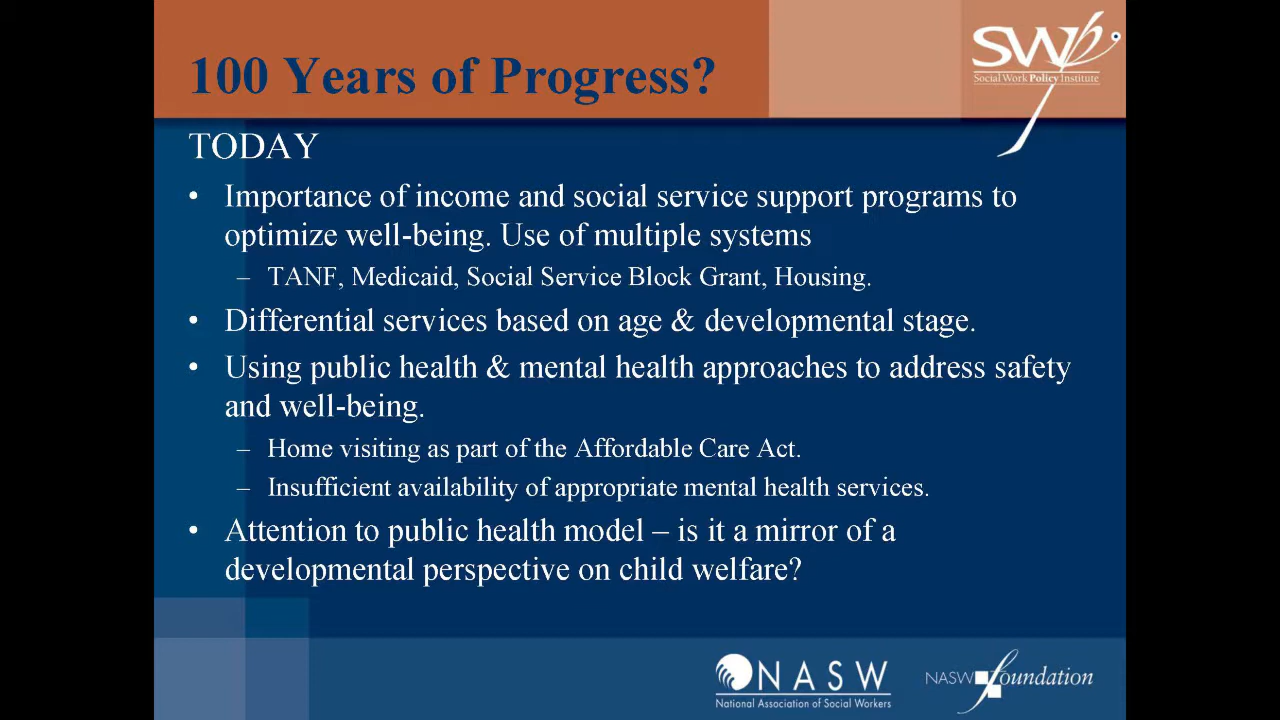 100 Years of Progress?
SWPI
Social Work Policy Institute
TODAY
• Importance of income and social service support programs to
optimize well-being. Use of multiple systems
– TANF, Medicaid, Social Service Block Grant, Housing.
• Differential services based on age & developmental stage.
• Using public health & mental health approaches to address safety
and well-being.
– Home visiting as part of the Affordable Care Act.
– Insufficient availability of appropriate mental health services.
• Attention to public health model – is it a mirror of a
developmental perspective on child welfare?
NASW
National Association of Social Workers
NASW foundation